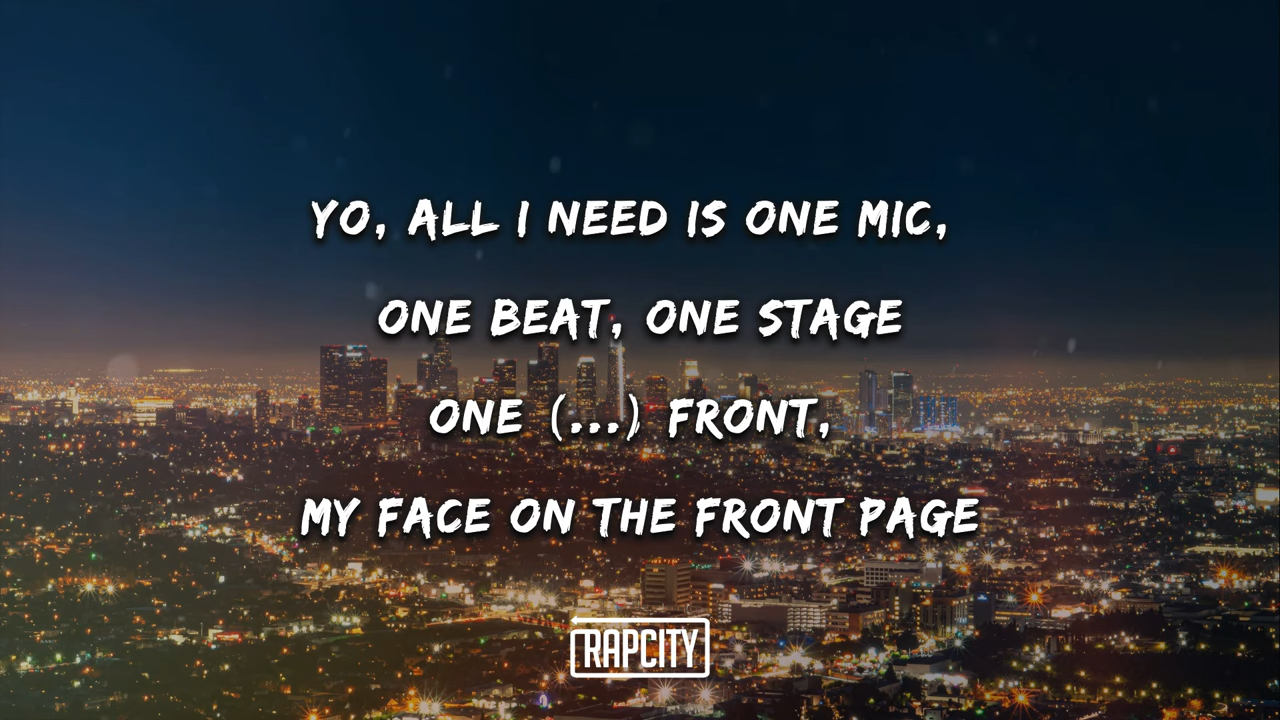 YO, ALL I NEED IS ONE MIC,
ONE BEAT, ONE STAGE
ONE (...) FRONT,
MY FACE ON THE FRONT PAGE
RAPCITY